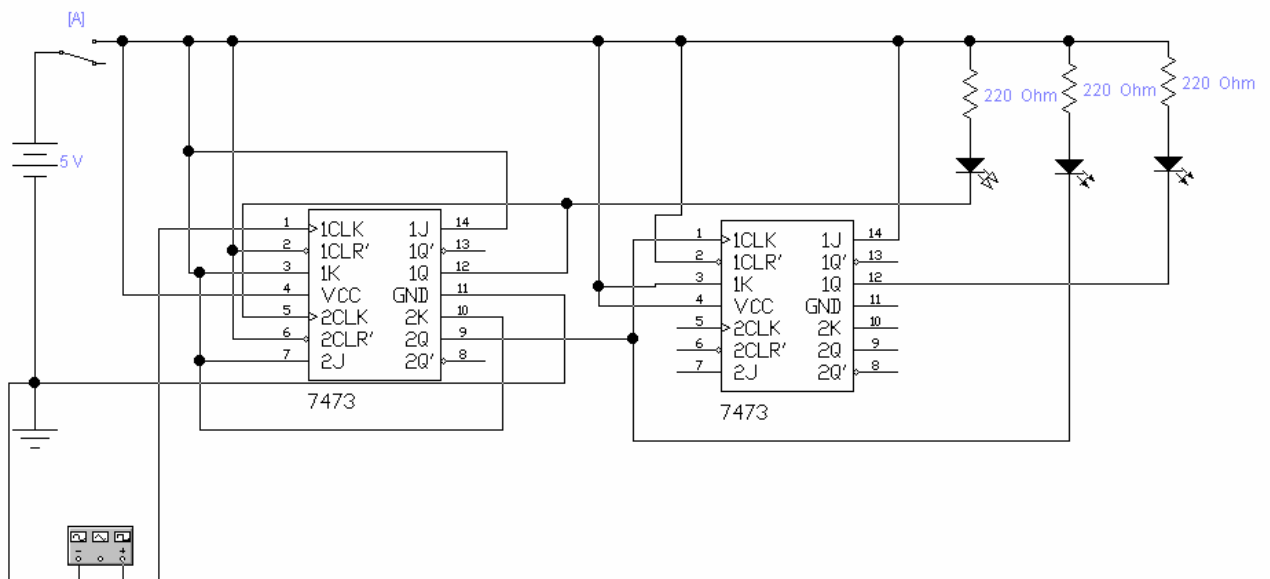 [A]
5 V
220 Ohm
220 Ohm
220 Ohm
1 1CLK 1J 14
2 1CLR' 1Q' 13
3 1K 1Q 12
4 VCC GND 11
5 2CLK 2K 10
6 2CLR' 2Q 9
7 2J 2Q' 8
7473
1 1CLK 1J 14
2 1CLR' 1Q' 13
3 1K 1Q 12
4 VCC GND 11
5 2CLK 2K 10
6 2CLR' 2Q 9
7 2J 2Q' 8
7473
- +